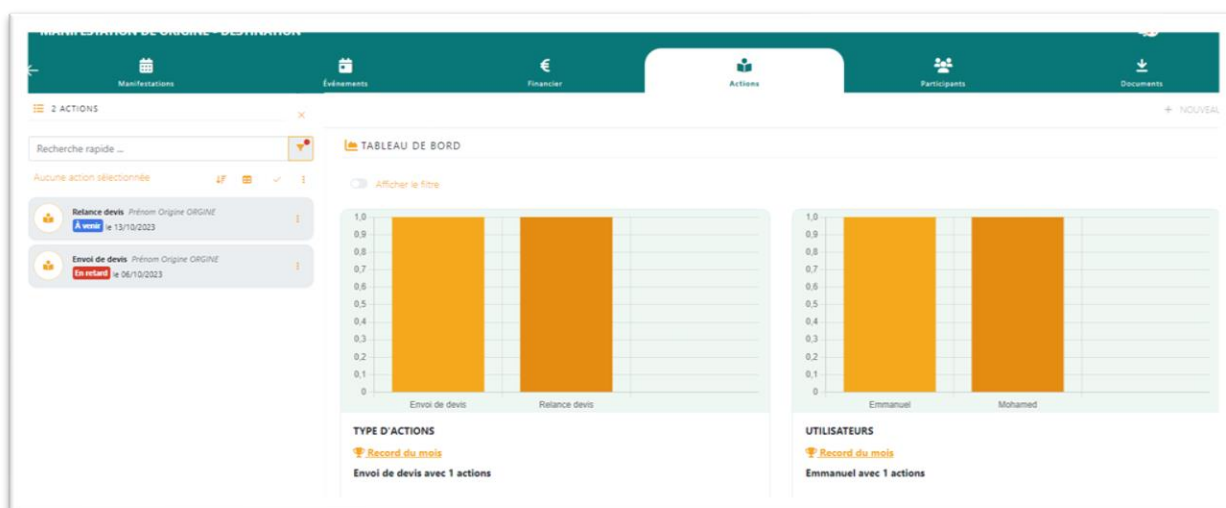 MANIFESTATION DE ORIGINE - DESTINATION
Manifestations
Événements
Financier
Actions
Participants
Documents
2 ACTIONS
+ NOUVEAU
Recherche rapide ...
TABLEAU DE BORD
Aucune action sélectionnée
Afficher le filtre
Relance devis Prénom Origine ORGINE
À venir le 13/10/2023
Envoi de devis Prénom Origine ORGINE
En retard le 06/10/2023
1,0
0,9
0,8
0,7
0,6
0,5
0,4
0,3
0,2
0,1
0
Envoi de devis Relance devis
TYPE D'ACTIONS
Record du mois
Envoi de devis avec 1 actions
1,0
0,9
0,8
0,7
0,6
0,5
0,4
0,3
0,2
0,1
0
Emmanuel Mohamed
UTILISATEURS
Record du mois
Emmanuel avec 1 actions